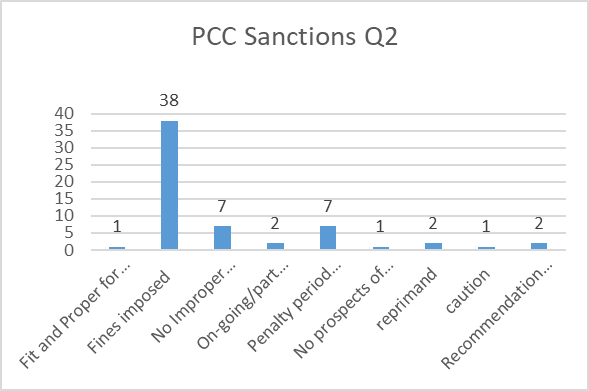 PCC Sanctions Q2
40
35
30
25
20
15
10
5
0
1
38
7
2
7
1
2
1
2
Fit and Proper for...
Fines imposed
No Improper...
On-going/part...
Penalty period...
No prospects of...
reprimand
caution
Recommendation...